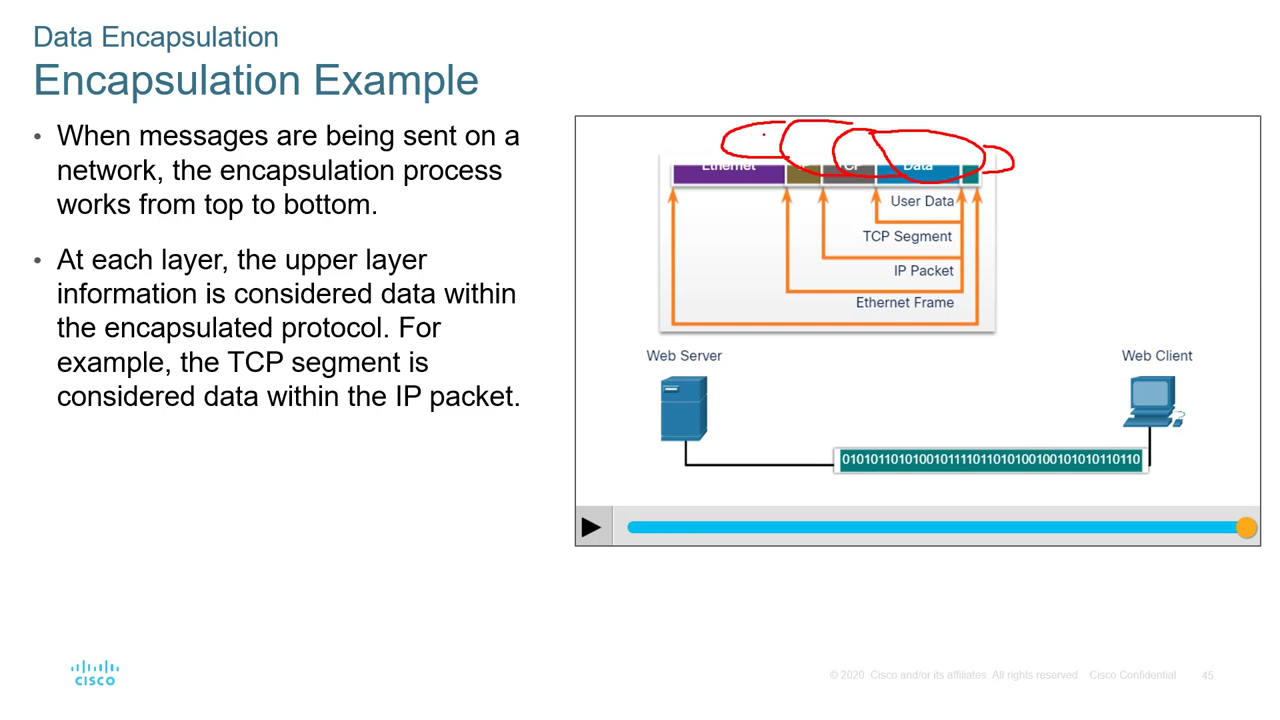 Data Encapsulation
Encapsulation Example
• When messages are being sent on a
network, the encapsulation process
works from top to bottom.
• At each layer, the upper layer
information is considered data within
the encapsulated protocol. For
example, the TCP segment is
considered data within the IP packet.
Ethernet IP TCP Data
User Data
TCP Segment
IP Packet
Ethernet Frame
Web Server
Web Client
CISCO
© 2020 Cisco and/or its affiliates. All rights reserved. Cisco Confidential
45